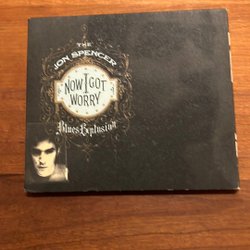 THE
JON SPENCER
NOW I GOT
WORRY
Blues Explosion